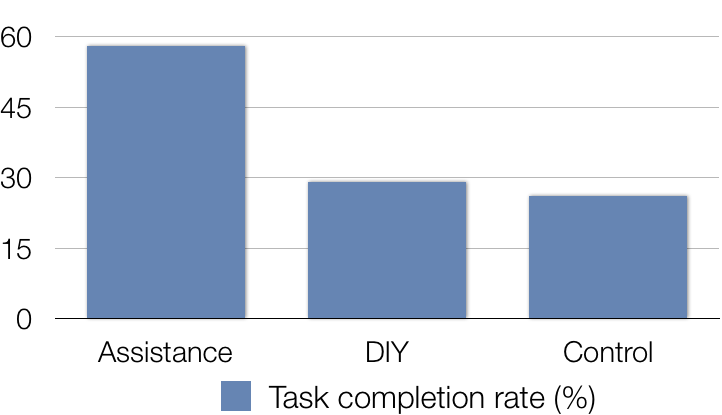 60
45
30
15
0
Assistance DIY Control
Task completion rate (%)